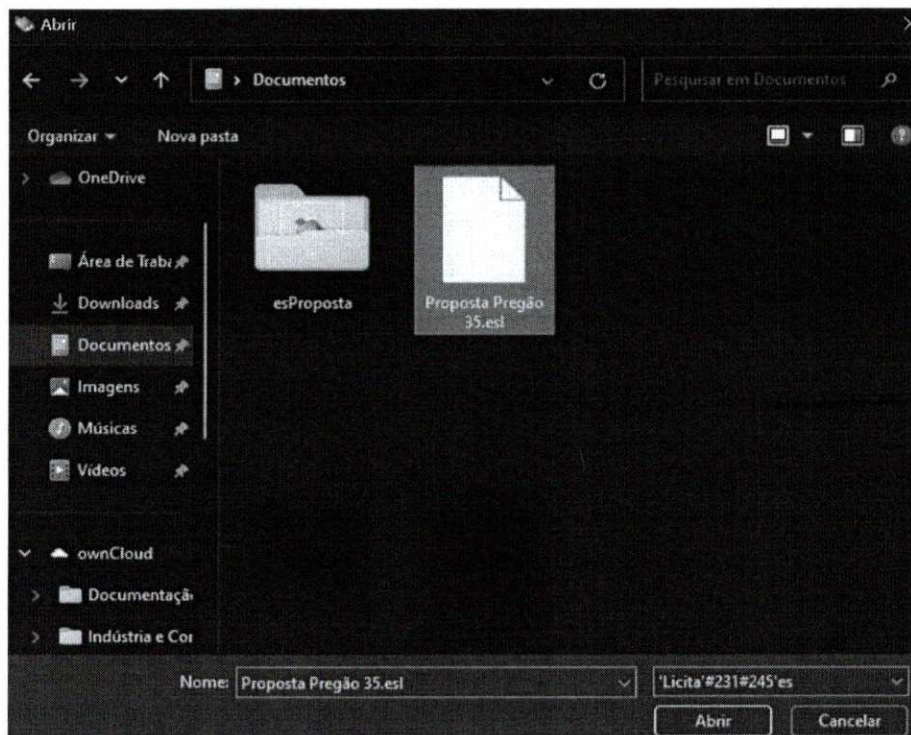 Abrir
Documentos
Pesquisar em Documentos
Organizar
Nova pasta
OneDrive
Área de Traba
Downloads
Documentos
Imagens
Músicas
Vídeos
ownCloud
Documentaçã
Indústria e Cor
esProposta
Proposta Pregão
35.esl
Nome:
Proposta Pregão 35.esl
'Licita'#231#245'es
Abrir
Cancelar